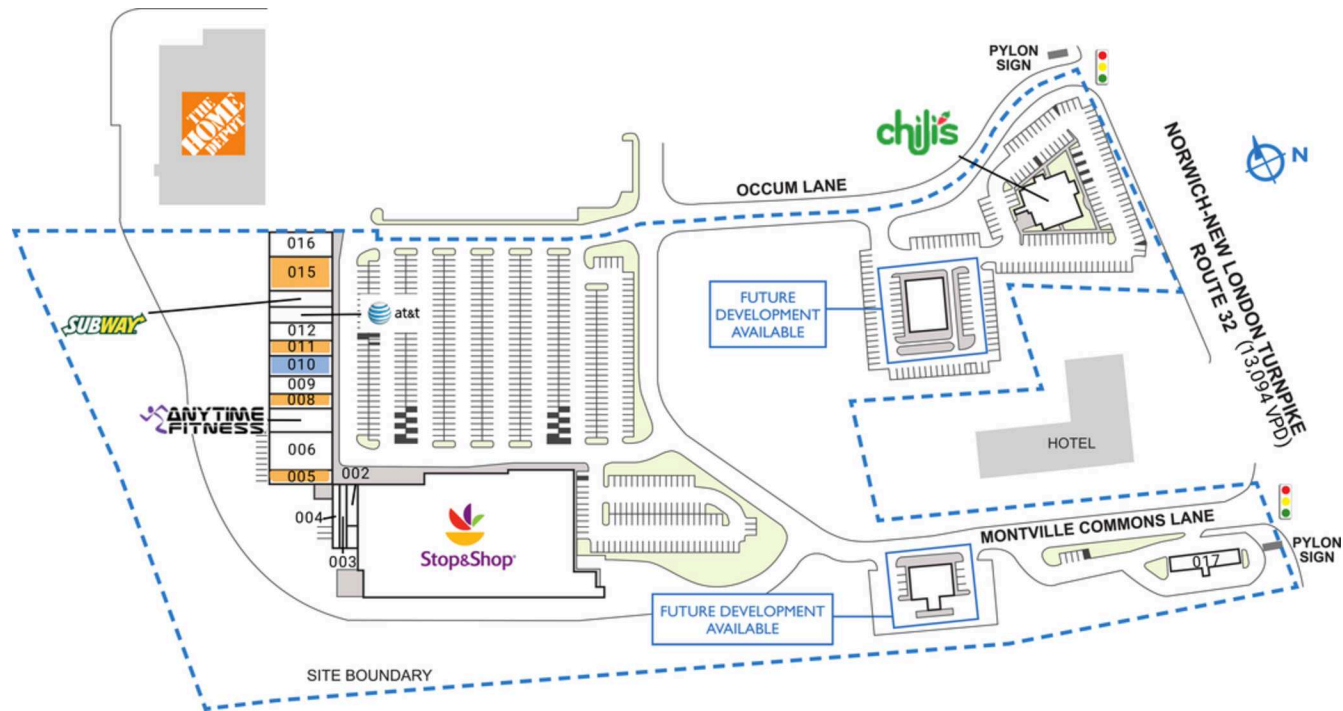 PYLON
SIGN
THE
HOME
DEPOT
chili's
NORWICH-NEW LONDON TURNPIKE
ROUTE 32 (13,094 VPD)
N
OCCUM LANE
016
015
SUBWAY
at&t
012
011
010
009
008
ANYTIME
FITNESS
006
005
002
004
003
Stop&Shop
FUTURE
DEVELOPMENT
AVAILABLE
HOTEL
MONTVILLE COMMONS LANE
PYLON
SIGN
017
FUTURE DEVELOPMENT
AVAILABLE
SITE BOUNDARY